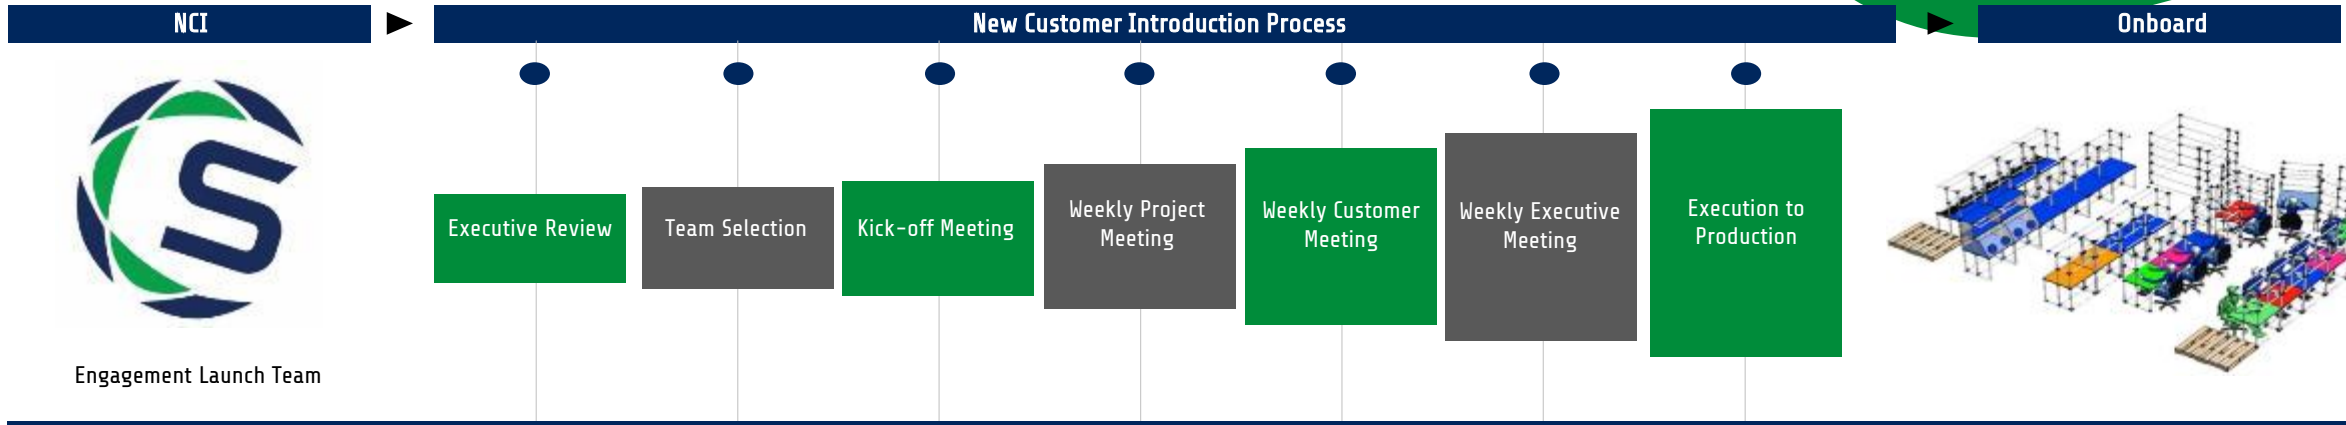 NCI
New Customer Introduction Process
Onboard
S
Executive Review
Team Selection
Kick-off Meeting
Weekly Project
Meeting
Weekly Customer
Meeting
Weekly Executive
Meeting
Execution to
Production
Engagement Launch Team